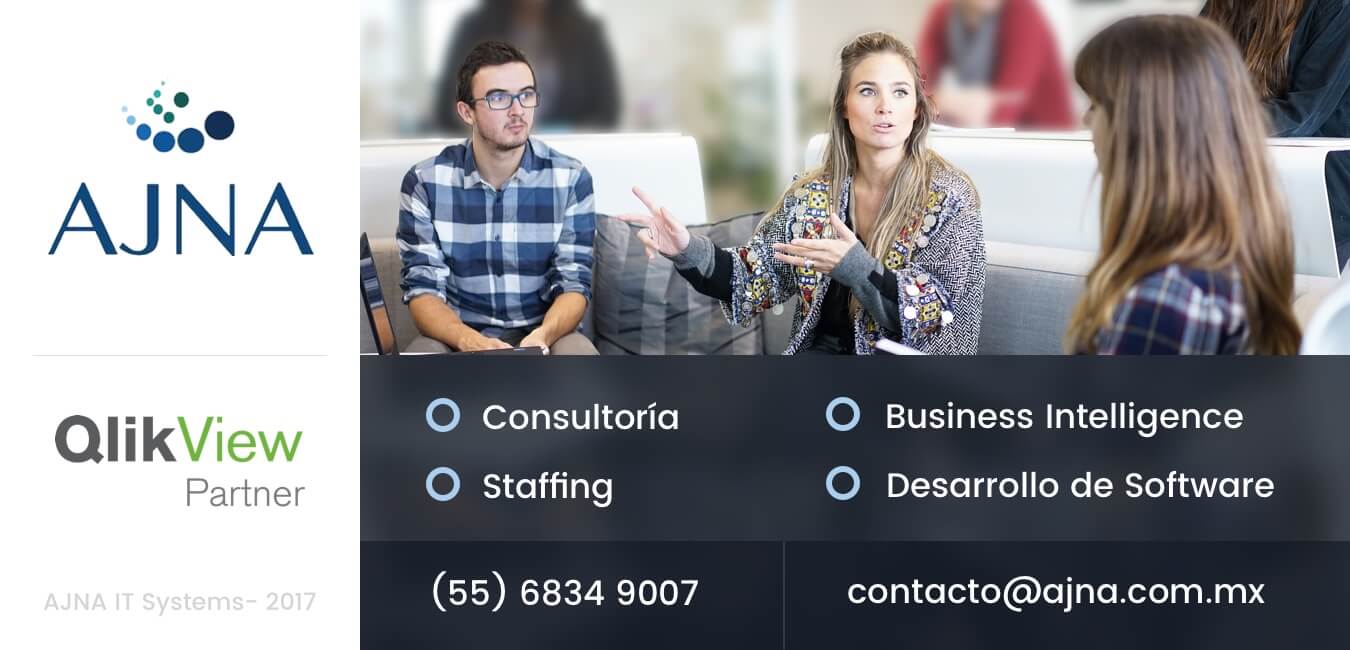 AJNA
QlikView
Partner
AJNA IT Systems- 2017
Consultoría
Staffing
Business Intelligence
Desarrollo de Software
(55) 6834 9007
contacto@ajna.com.mx